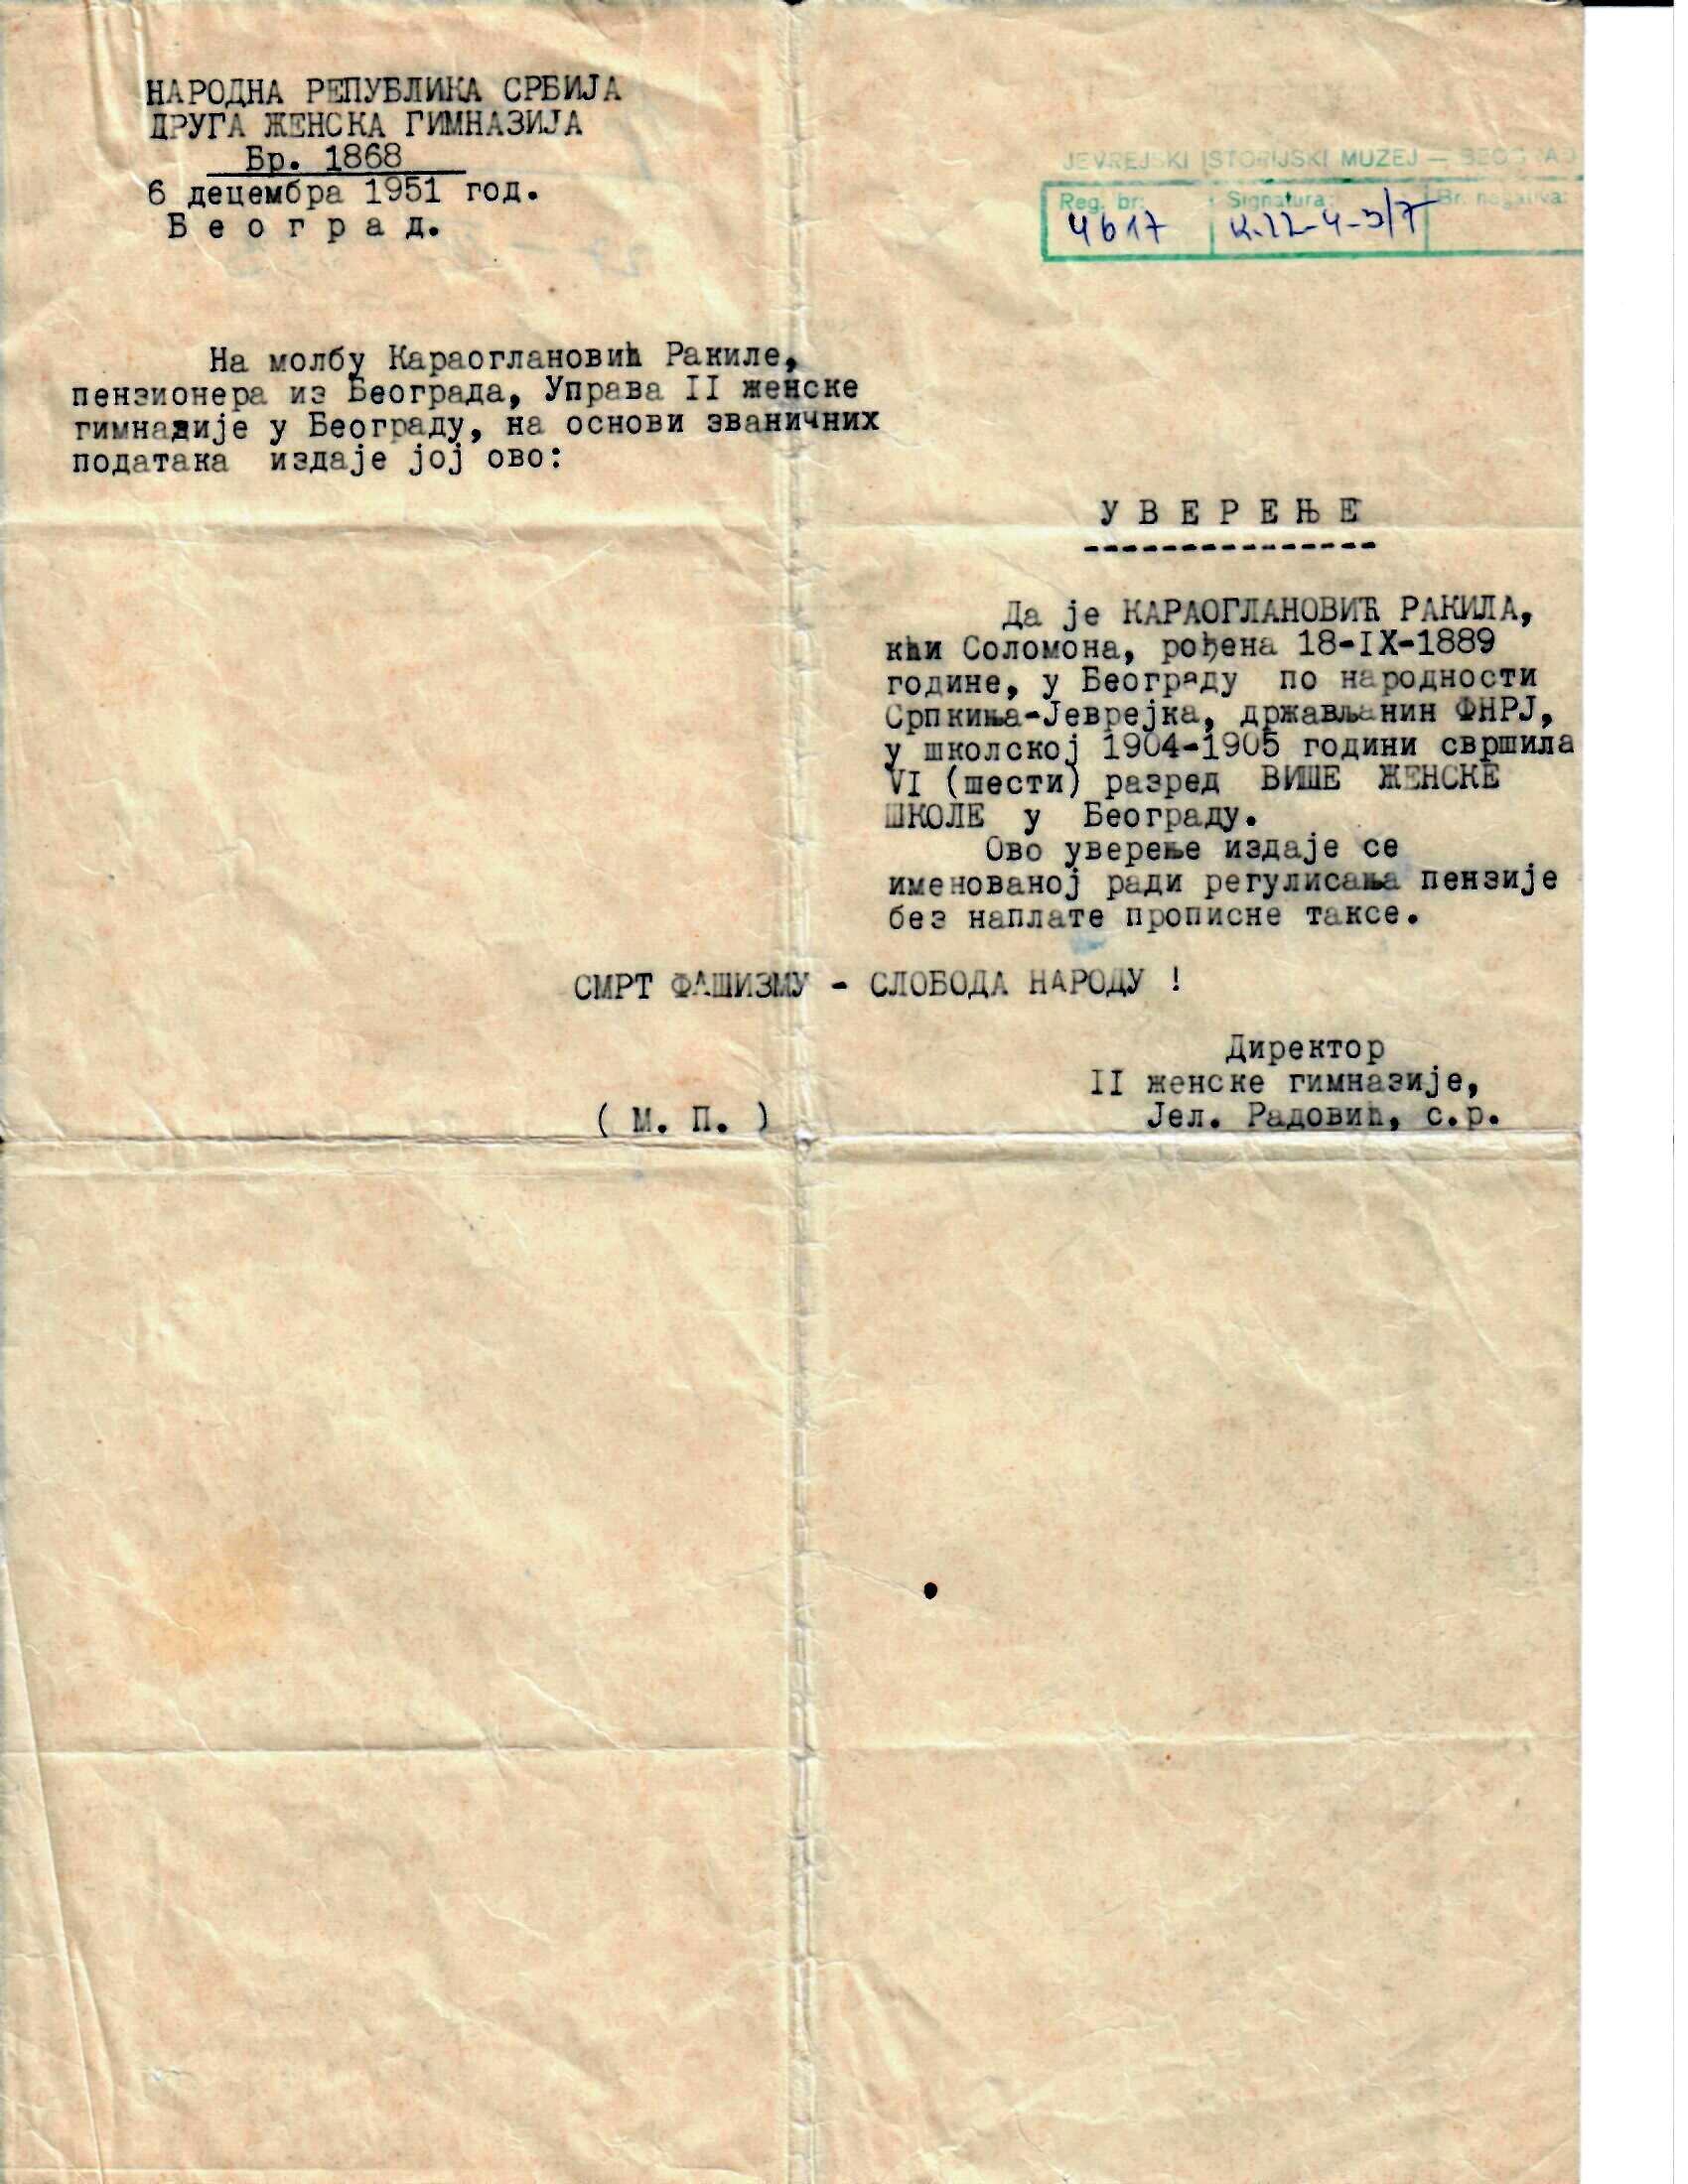 НАРОДНА РЕПУБЛИКА СРБИЈА
ДРУГА ЖЕНСКА ГИМНАЗИЈА
Бр. 1868
6 децембра 1951 год.
Б е о г р а д.
JEVREJSKI ISTORIJSKI MUZEJ — BEOGRAD
Reg. br: Signatura: Br. negativa:
4617 K.22-4-3/7
На молбу Караоглановић Ракиле,
пензионера из Београда, Управа II женске
гимназије у Београду, на основи званичних
података издаје јој ово:
У В Е Р Е Њ Е
---------------
Да је КАРАОГЛАНОВИЋ РАКИЛА,
кћи Соломона, рођена 18-IX-1889
године, у Београду по народности
Српкиња-Јеврејка, држављанин ФНРЈ,
у школској 1904-1905 години свршила
VI (шести) разред ВИШЕ ЖЕНСКЕ
ШКОЛЕ у Београду.
Ово уверење издаје се
именованој ради регулисања пензије
без наплате прописне таксе.
СМРТ ФАШИЗМУ - СЛОБОДА НАРОДУ !
Директор
II женске гимназије,
( М. П. ) Јел. Радовић, с.р.